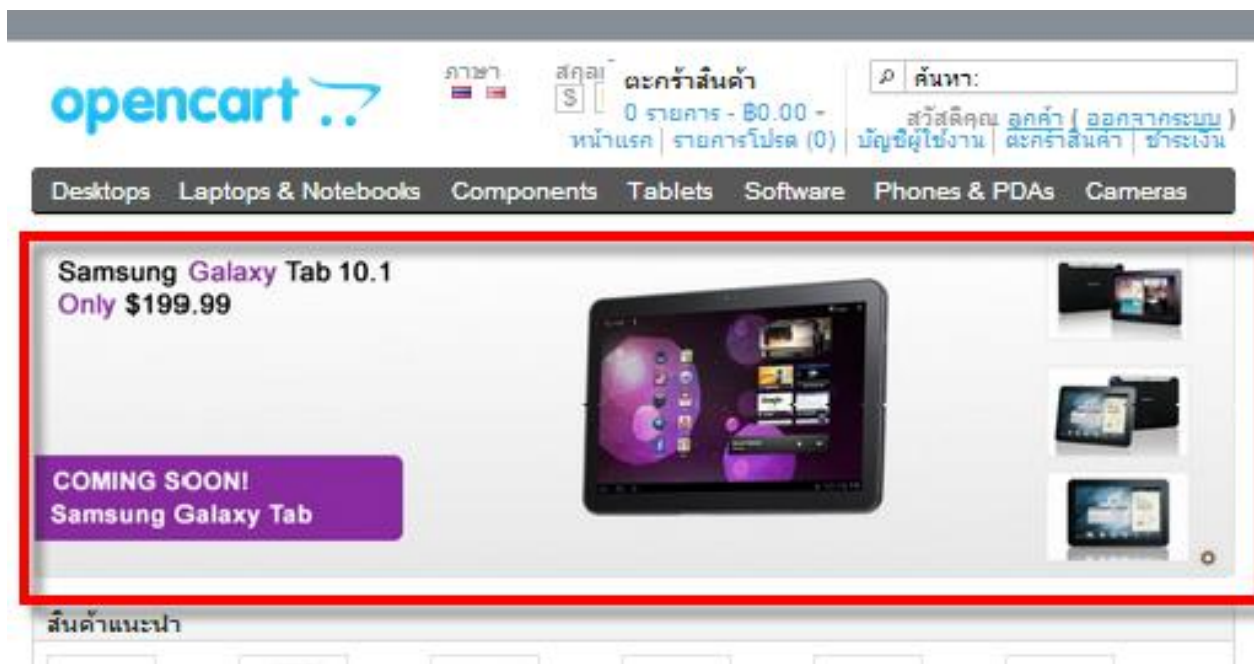 opencart
ภาษา
สกุลเ
$
ตะกร้าสินค้า
0 รายการ - ฿0.00 -
ค้นหา:
สวัสดีคุณ ลูกค้า ( ออกจากระบบ )
หน้าแรก รายการโปรด (0) บัญชีผู้ใช้งาน ตะกร้าสินค้า ชำระเงิน
Desktops Laptops & Notebooks Components Tablets Software Phones & PDAs Cameras
Samsung Galaxy Tab 10.1
Only $199.99
COMING SOON!
Samsung Galaxy Tab
สินค้าแนะนำ